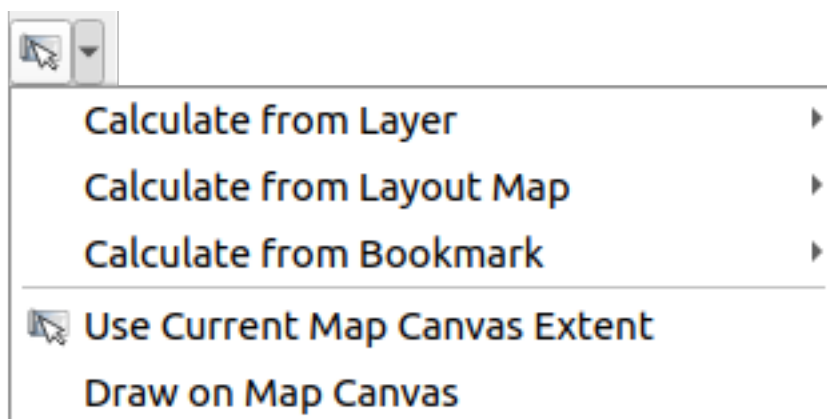 Calculate from Layer
Calculate from Layout Map
Calculate from Bookmark
Use Current Map Canvas Extent
Draw on Map Canvas